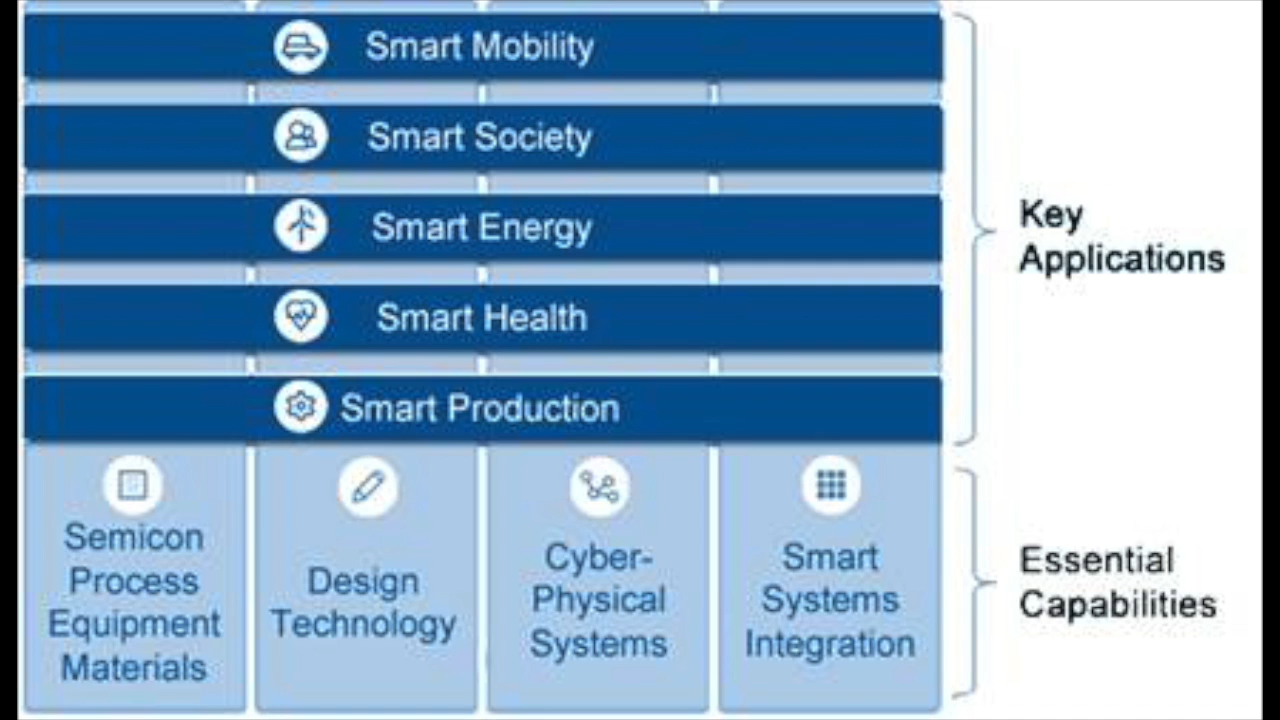 Smart Mobility
Smart Society
Smart Energy
Smart Health
Smart Production
Key
Applications
Semicon
Process
Equipment
Materials
Design
Technology
Cyber-
Physical
Systems
Smart
Systems
Integration
Essential
Capabilities